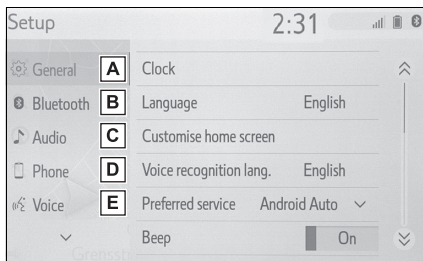 Setup 2:31
General A Clock
Bluetooth B Language English
Audio C Customise home screen
Phone D Voice recognition lang. English
Voice E Preferred service Android Auto
Beep On